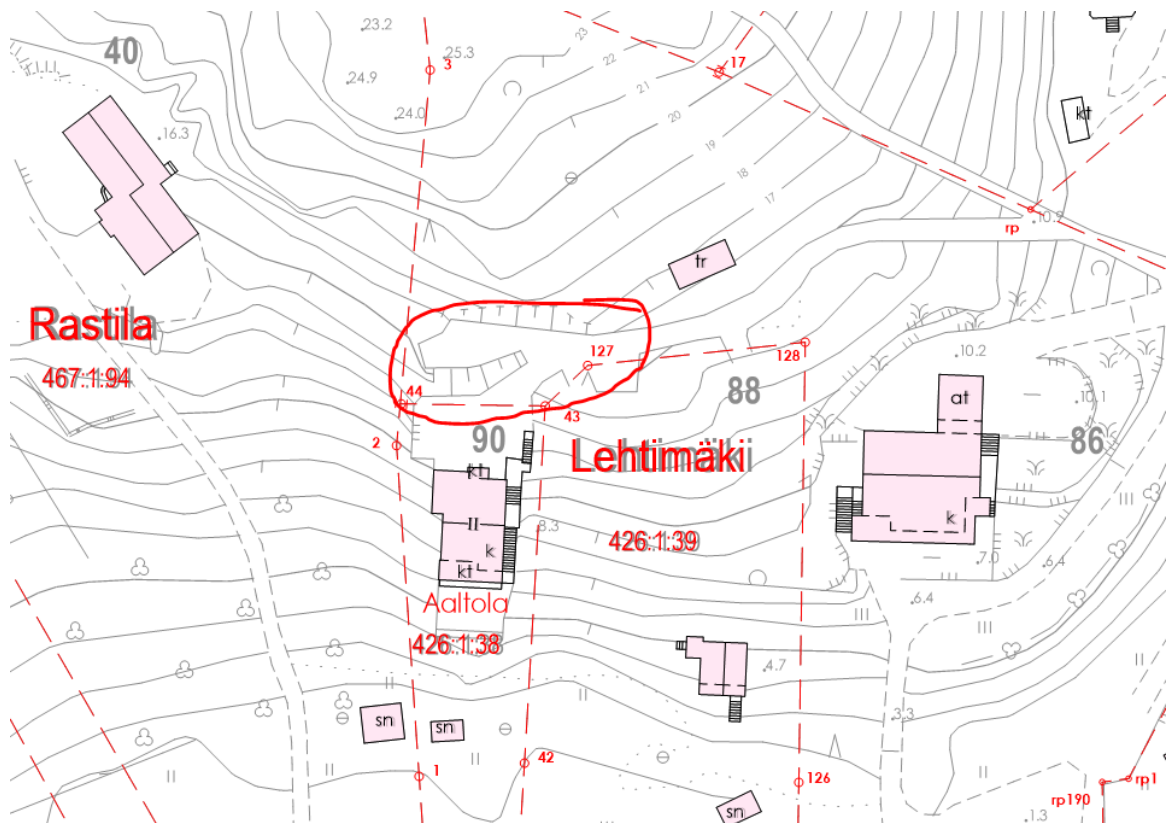 23.2
25.3
23
22
21
20
19
18
17
40
3
24.9
24.0
17
kt
16.3
10.9
rp
tr
Rastila
467:1:94
127
128
10.2
44
43
88
at
10.1
2
90
Lehtimäki
86
kt
II
k
8.3
426:1:39
k
7.0
6.4
kt
Aaltola
6.4
426:1:38
4.7
3.3
sn
sn
42
1
126
rp1
rp190
sn
1.3